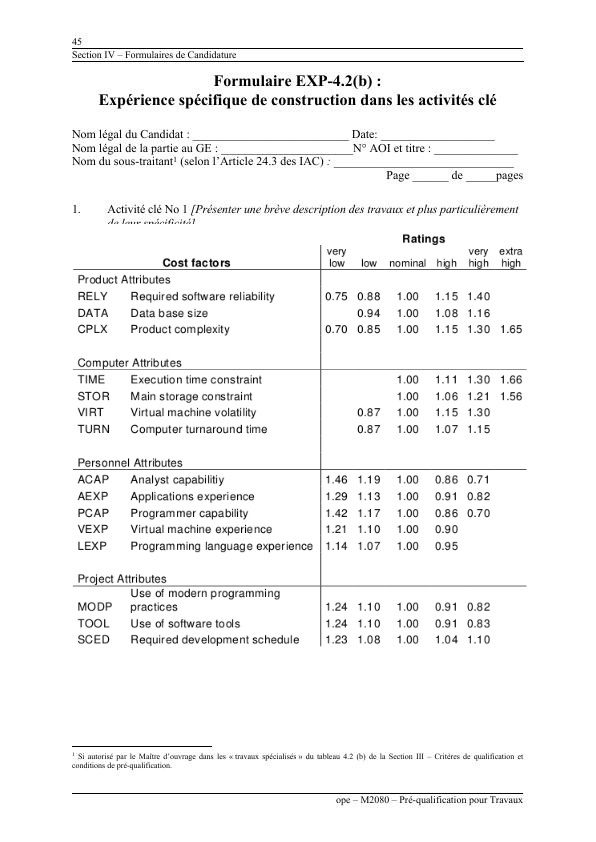 45
Section IV – Formulaires de Candidature
Formulaire EXP-4.2(b) :
Expérience spécifique de construction dans les activités clé
Nom légal du Candidat : __________________________ Date: ___________________
Nom légal de la partie au GE : ______________________N° AOI et titre : ______________
Nom du sous-traitant¹ (selon l'Article 24.3 des IAC) : ______________________________
Page ______ de _____pages
1. Activité clé No 1 [Présenter une brève description des travaux et plus particulièrement
de leur spécificité]
Ratings
very very extra
Cost factors low low nominal high high high
Product Attributes
RELY Required software reliability 0.75 0.88 1.00 1.15 1.40
DATA Data base size 0.94 1.00 1.08 1.16
CPLX Product complexity 0.70 0.85 1.00 1.15 1.30 1.65
Computer Attributes
TIME Execution time constraint 1.00 1.11 1.30 1.66
STOR Main storage constraint 1.00 1.06 1.21 1.56
VIRT Virtual machine volatility 0.87 1.00 1.15 1.30
TURN Computer turnaround time 0.87 1.00 1.07 1.15
Personnel Attributes
ACAP Analyst capabilitiy 1.46 1.19 1.00 0.86 0.71
AEXP Applications experience 1.29 1.13 1.00 0.91 0.82
PCAP Programmer capability 1.42 1.17 1.00 0.86 0.70
VEXP Virtual machine experience 1.21 1.10 1.00 0.90
LEXP Programming language experience 1.14 1.07 1.00 0.95
Project Attributes
Use of modern programming
MODP practices 1.24 1.10 1.00 0.91 0.82
TOOL Use of software tools 1.24 1.10 1.00 0.91 0.83
SCED Required development schedule 1.23 1.08 1.00 1.04 1.10
¹ Si autorisé par le Maître d'ouvrage dans les « travaux spécialisés » du tableau 4.2 (b) de la Section III – Critères de qualification et
conditions de pré-qualification.
ope – M2080 – Pré-qualification pour Travaux